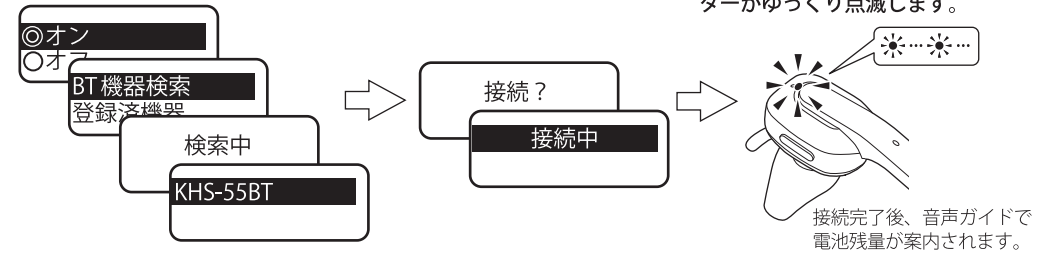 ターがゆっくり点滅します。
◎オン
○オフ
BT機器検索
登録済機器
検索中
KHS-55BT
接続？
接続中
接続完了後、音声ガイドで
電池残量が案内されます。